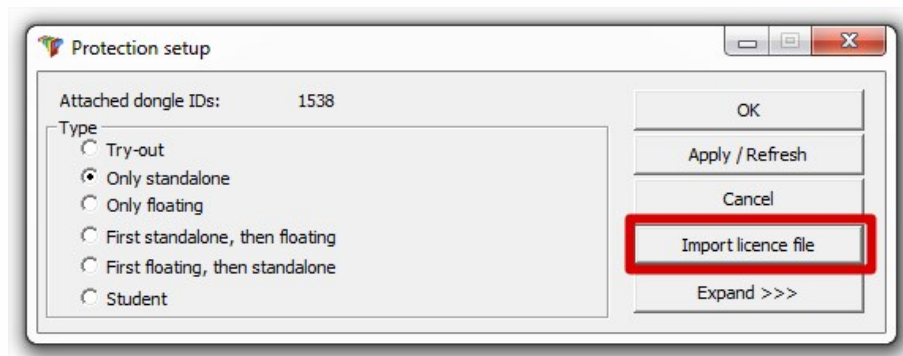 Protection setup
Attached dongle IDs: 1538
Type
Try-out
Only standalone
Only floating
First standalone, then floating
First floating, then standalone
Student
OK
Apply / Refresh
Cancel
Import licence file
Expand >>>